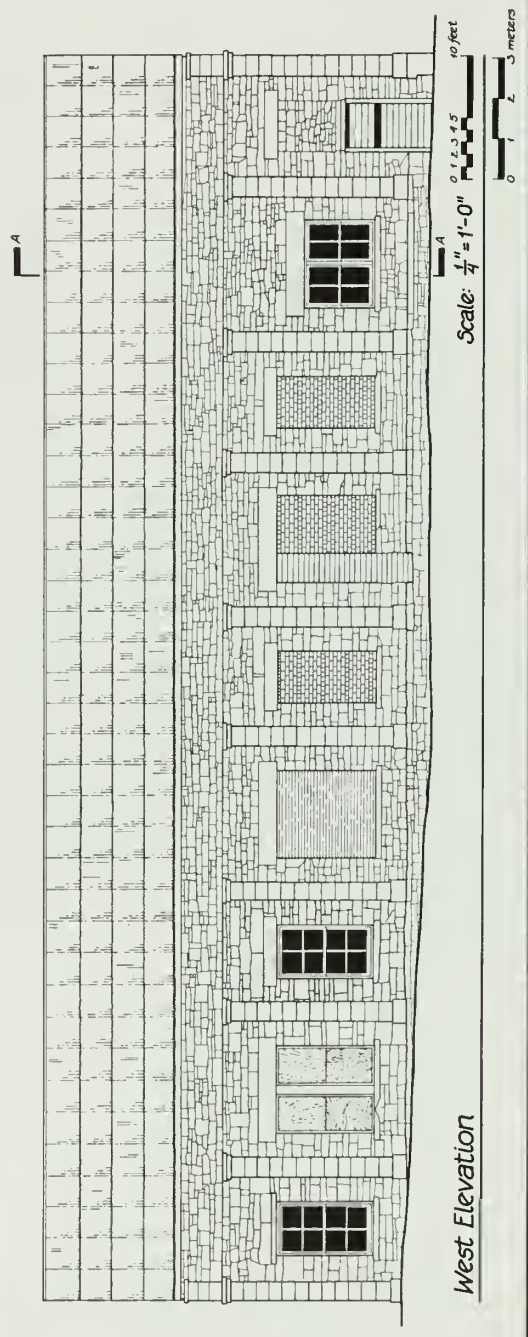 A
A
West Elevation
Scale: 1/4" = 1'-0"
0 1 2 3 4 5 10 feet
0 1 2 3 meters